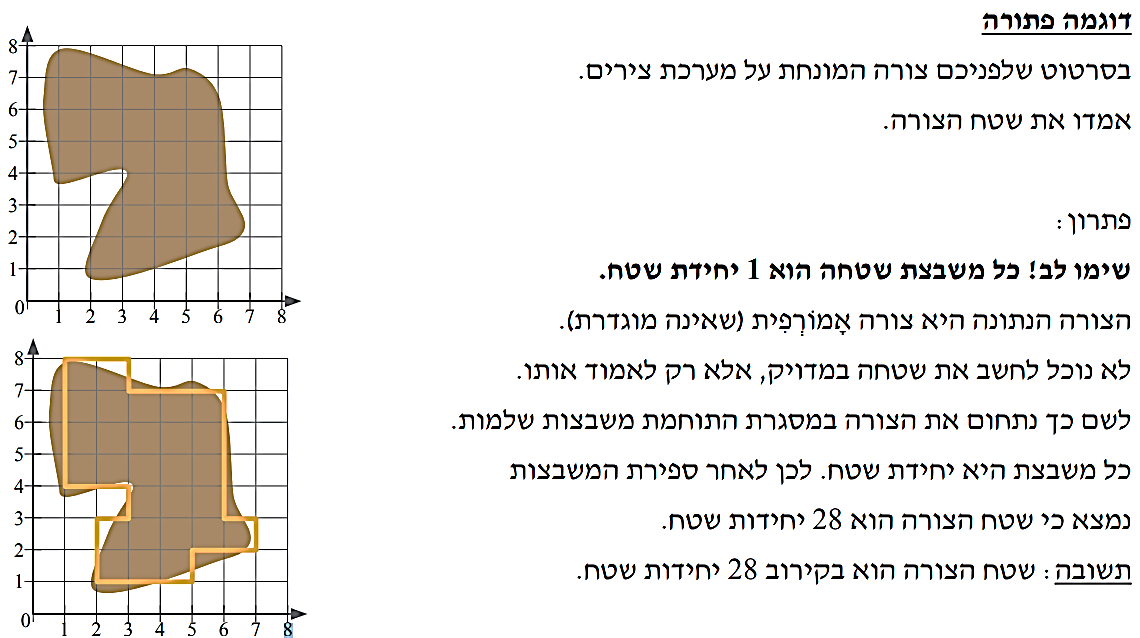 דוגמה פתורה
בסרטוט שלפניכם צורה המונחת על מערכת צירים.
אמדו את שטח הצורה.
פתרון:
שימו לב! כל משבצת שטחה הוא 1 יחידת שטח.
הצורה הנתונה היא צורה אָמוֹרְפִית (שאינה מוגדרת).
לא נוכל לחשב את שטחה במדויק, אלא רק לאמוד אותו.
לשם כך נתחום את הצורה במסגרת התוחמת משבצות שלמות.
כל משבצת היא יחידת שטח. לכן לאחר ספירת המשבצות
נמצא כי שטח הצורה הוא 28 יחידות שטח.
תשובה: שטח הצורה הוא בקירוב 28 יחידות שטח.
8
7
6
5
4
3
2
1
0
1 2 3 4 5 6 7 8
8
7
6
5
4
3
2
1
0
1 2 3 4 5 6 7 8